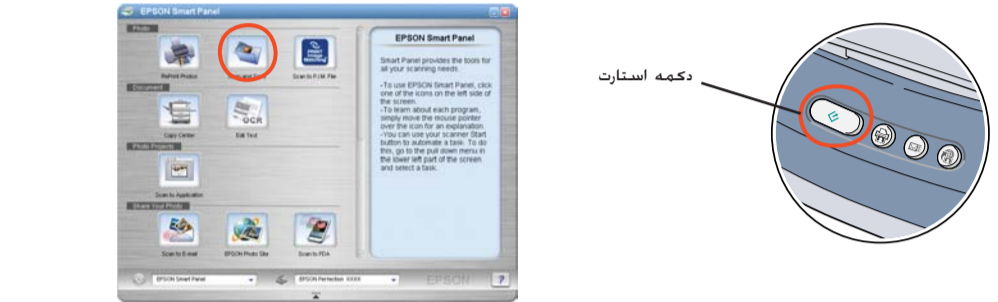 EPSON Smart Panel
Photo
RePrint Photos
Scan to P.I.M. File
Document
Copy Center
OCR
Edit Text
Photo Projects
Scan to Application
Share Your Photo
Scan to E-mail
EPSON Photo Site
Scan to PDA
EPSON Smart Panel
EPSON Perfection XXXX
EPSON
?
EPSON Smart Panel
Smart Panel provides the tools for
all your scanning needs.
-To use EPSON Smart Panel, click
one of the icons on the left side of
the screen.
-To learn about each program,
simply move the mouse pointer
over the icon for an explanation.
-You can use your scanner Start
button to automate a task. To do
this, go to the pull down menu in
the lower left part of the screen
and select a task.
دکمه استارت